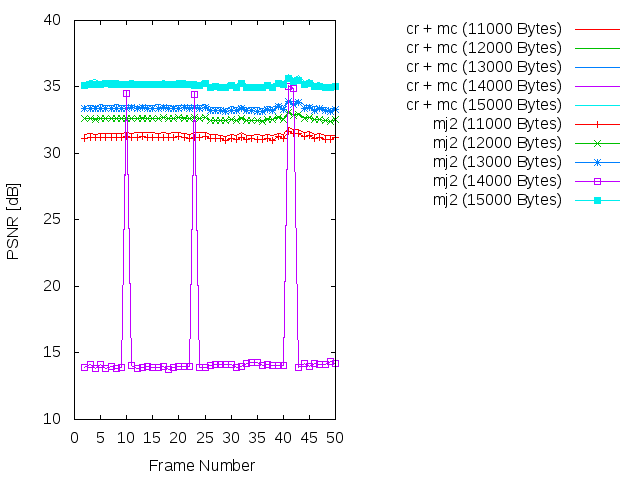 40
35
30
25
20
15
10
PSNR [dB]
0 5 10 15 20 25 30 35 40 45 50
Frame Number
cr + mc (11000 Bytes)
cr + mc (12000 Bytes)
cr + mc (13000 Bytes)
cr + mc (14000 Bytes)
cr + mc (15000 Bytes)
mj2 (11000 Bytes)
mj2 (12000 Bytes)
mj2 (13000 Bytes)
mj2 (14000 Bytes)
mj2 (15000 Bytes)